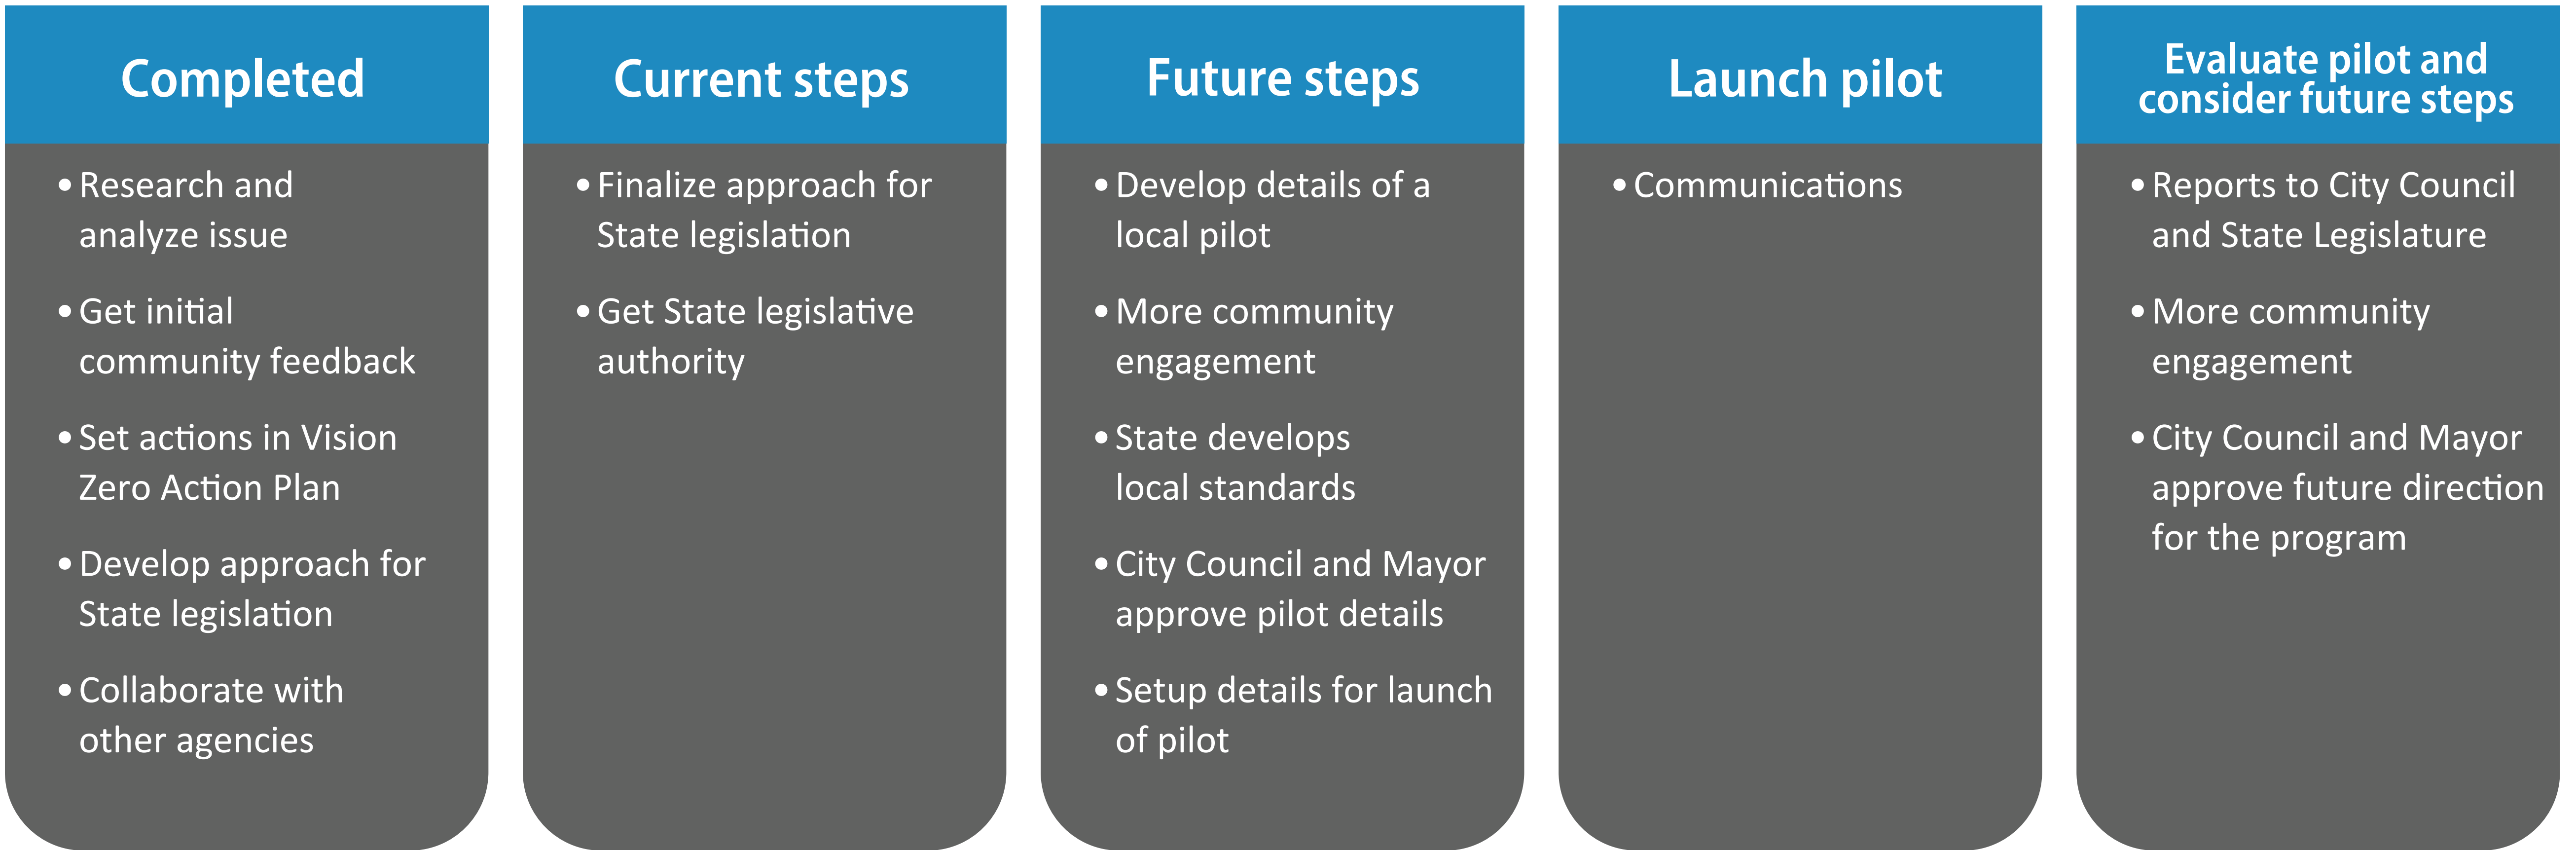 Completed
• Research and
analyze issue
• Get initial
community feedback
• Set actions in Vision
Zero Action Plan
• Develop approach for
State legislation
• Collaborate with
other agencies
Current steps
• Finalize approach for
State legislation
• Get State legislative
authority
Future steps
• Develop details of a
local pilot
• More community
engagement
• State develops
local standards
• City Council and Mayor
approve pilot details
• Setup details for launch
of pilot
Launch pilot
• Communications
Evaluate pilot and
consider future steps
• Reports to City Council
and State Legislature
• More community
engagement
• City Council and Mayor
approve future direction
for the program